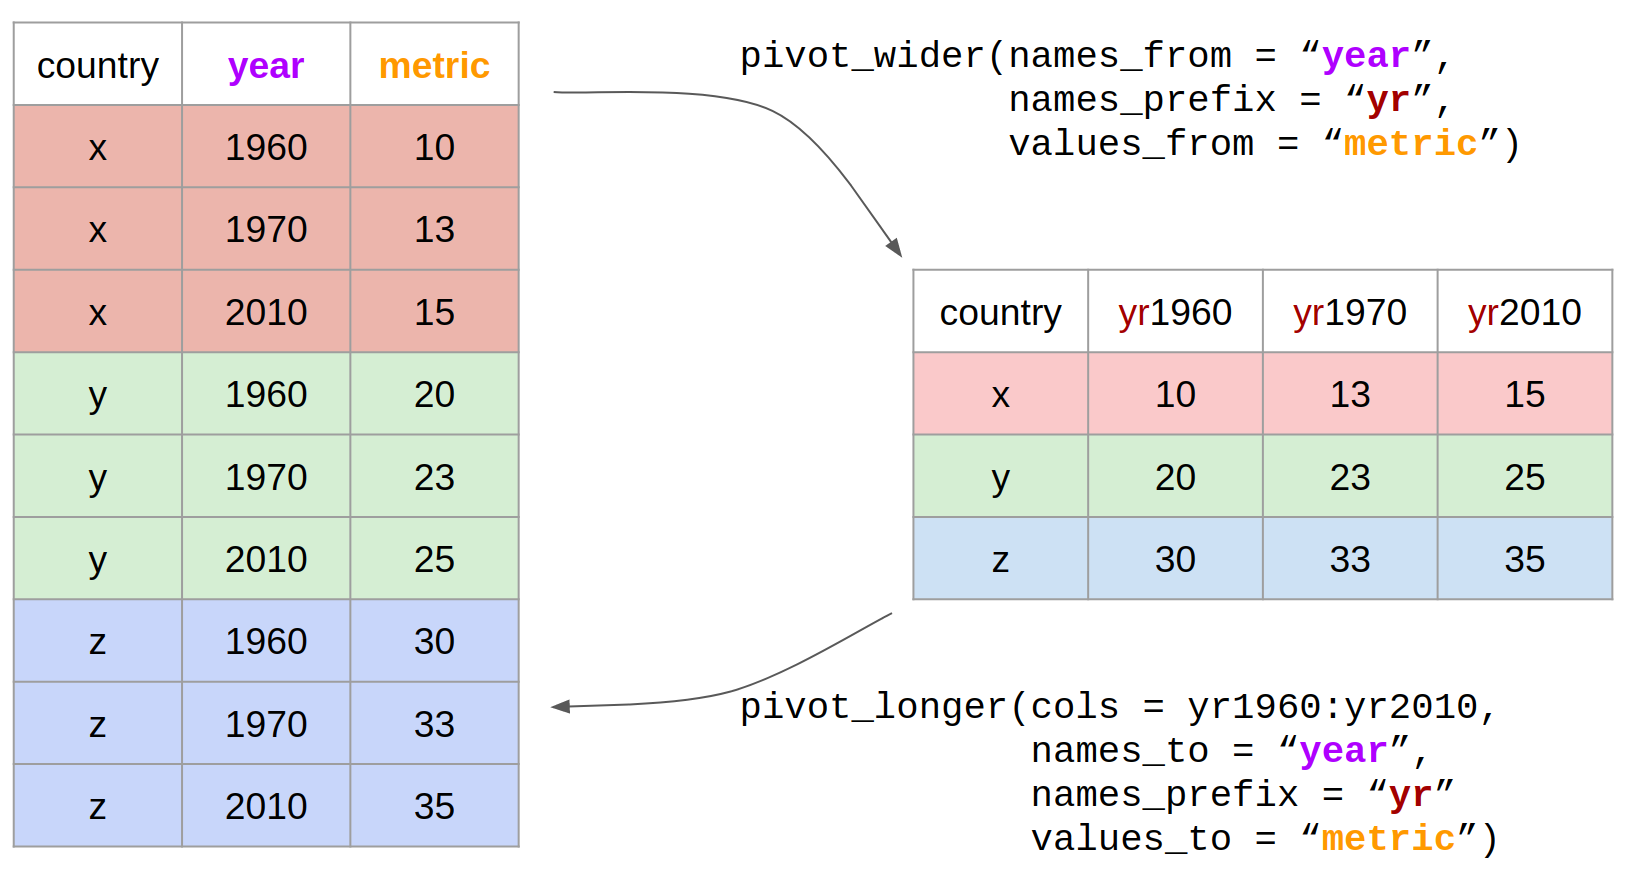 country year metric
x 1960 10
x 1970 13
x 2010 15
y 1960 20
y 1970 23
y 2010 25
z 1960 30
z 1970 33
z 2010 35
pivot_wider(names_from = “year”,
names_prefix = “yr”,
values_from = “metric”)
country yr1960 yr1970 yr2010
x 10 13 15
y 20 23 25
z 30 33 35
pivot_longer(cols = yr1960:yr2010,
names_to = “year”,
names_prefix = “yr”
values_to = “metric”)